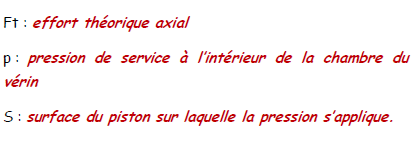 Ft : effort théorique axial
p : pression de service à l'intérieur de la chambre du
vérin
S : surface du piston sur laquelle la pression s'applique.